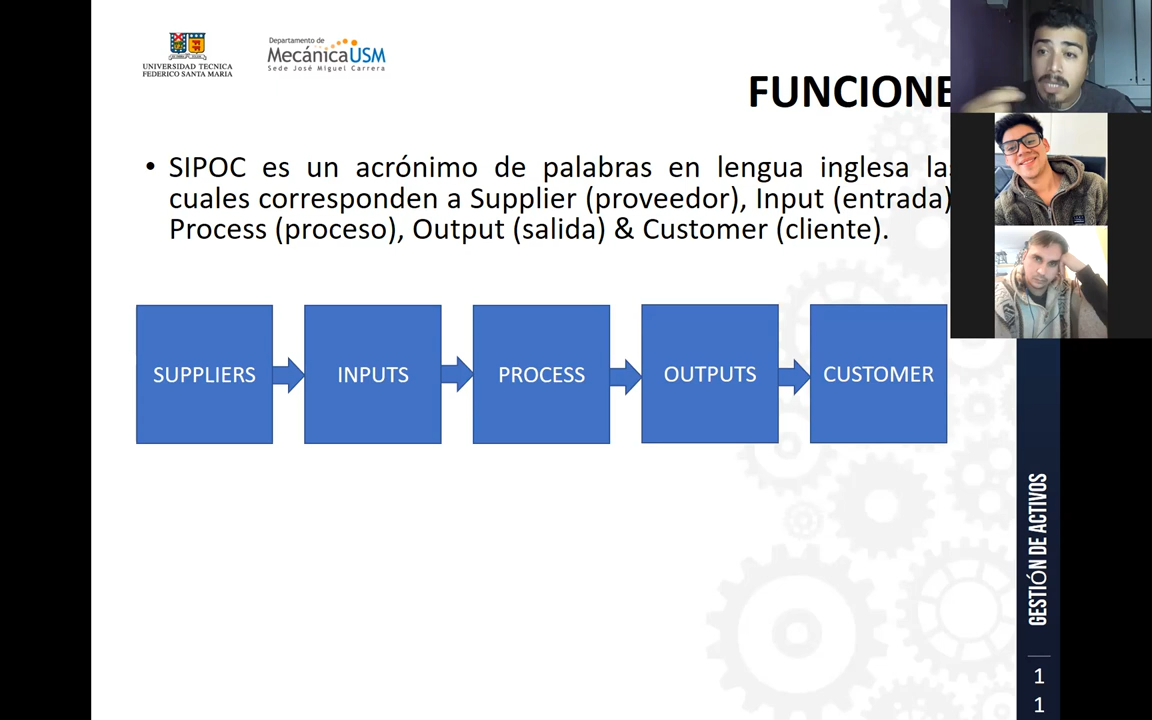 UNIVERSIDAD TECNICA
FEDERICO SANTA MARIA
Departamento de
MecánicaUSM
Sede José Miguel Carrera
FUNCIONE
• SIPOC es un acrónimo de palabras en lengua inglesa la
cuales corresponden a Supplier (proveedor), Input (entrada)
Process (proceso), Output (salida) & Customer (cliente).
SUPPLIERS
INPUTS
PROCESS
OUTPUTS
CUSTOMER
GESTIÓN DE ACTIVOS
1
1